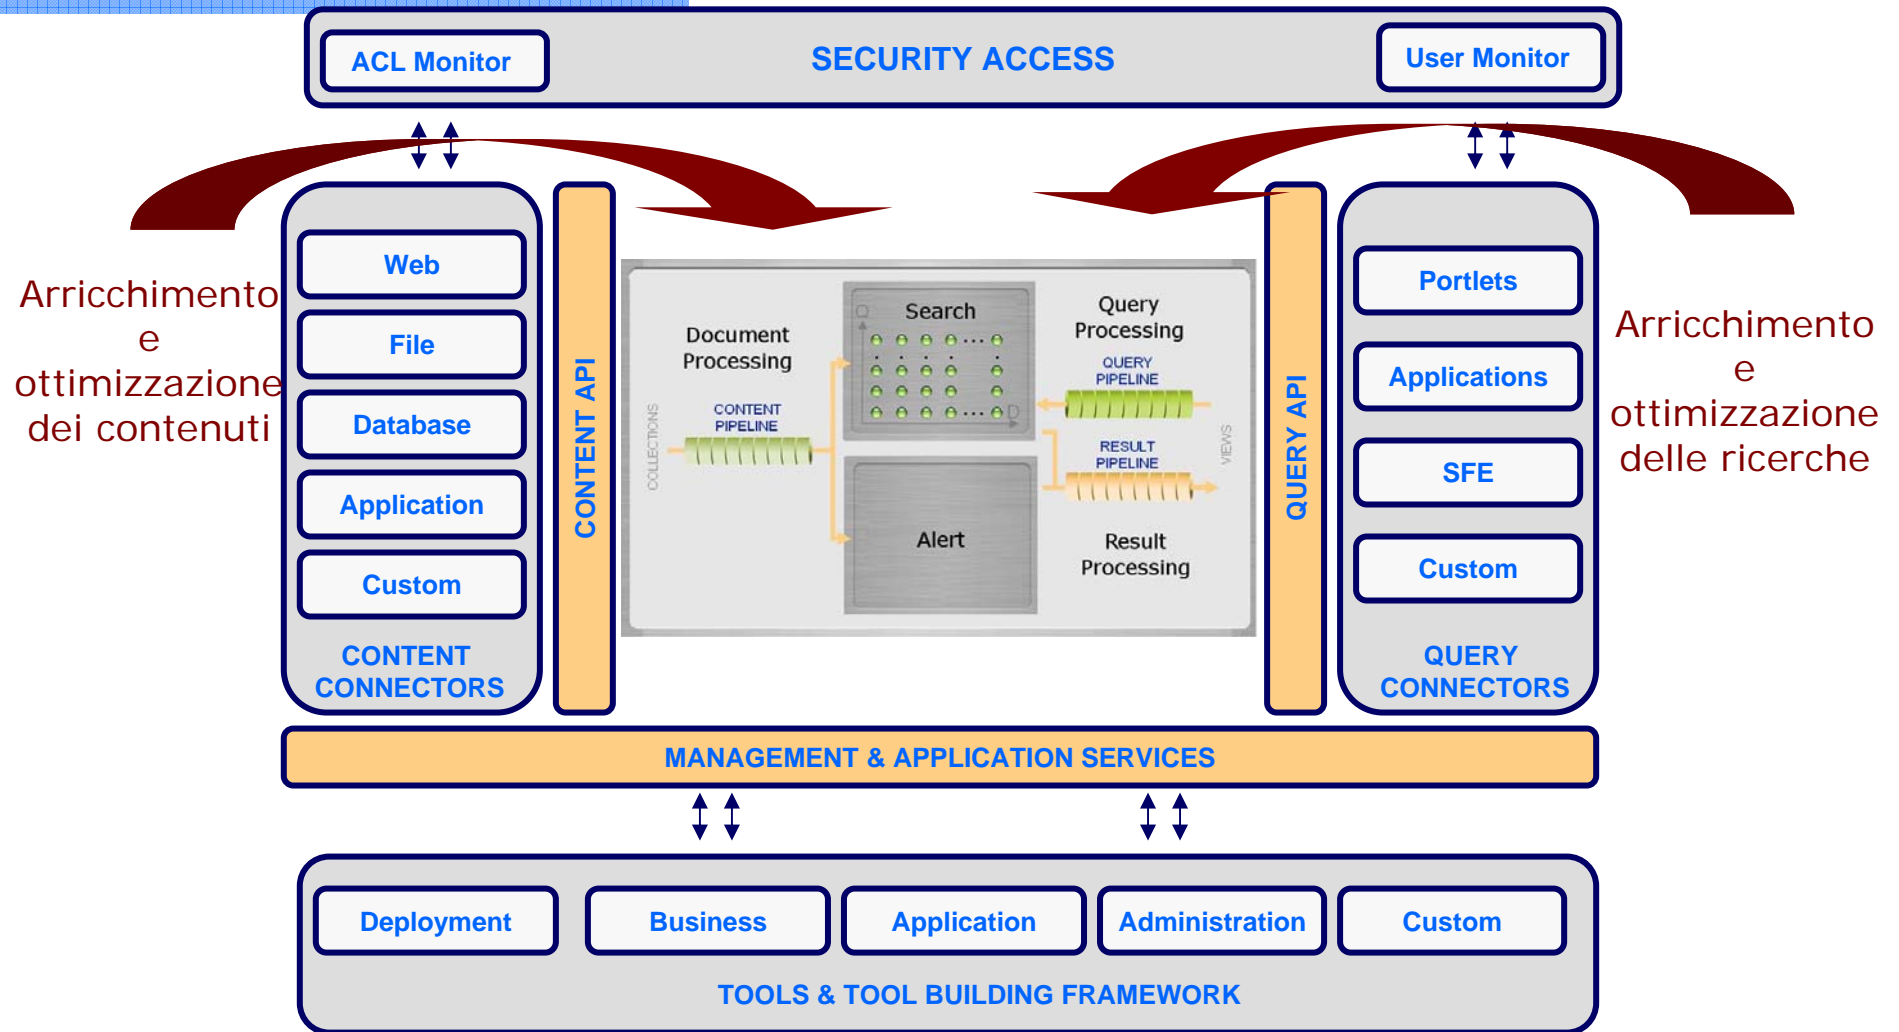 ACL Monitor
SECURITY ACCESS
User Monitor
Arricchimento
e
ottimizzazione
dei contenuti
Web
File
Database
Application
Custom
CONTENT
CONNECTORS
CONTENT API
COLLECTIONS
Document
Processing
CONTENT
PIPELINE
Q
Search
D
Alert
Query
Processing
QUERY
PIPELINE
RESULT
PIPELINE
Result
Processing
VIEWS
QUERY API
Portlets
Applications
SFE
Custom
QUERY
CONNECTORS
Arricchimento
e
ottimizzazione
delle ricerche
MANAGEMENT & APPLICATION SERVICES
Deployment
Business
Application
Administration
Custom
TOOLS & TOOL BUILDING FRAMEWORK